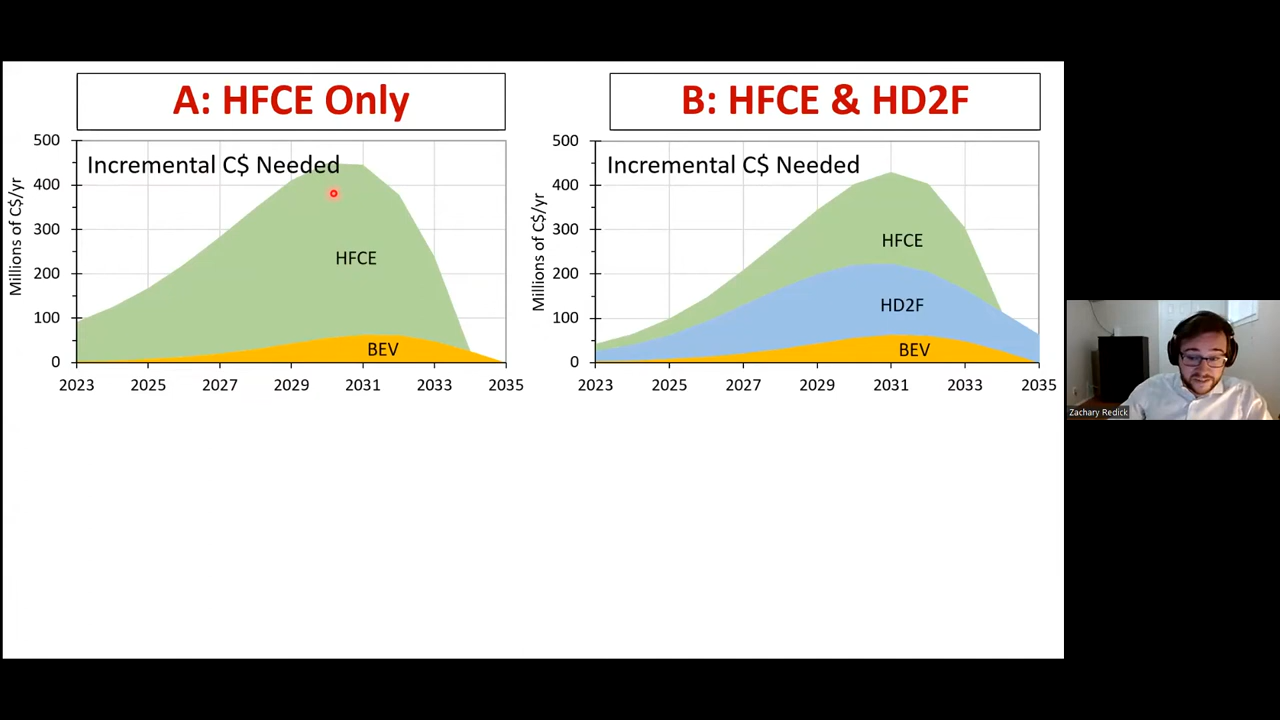 A: HFCE Only
500
400
300
200
100
0
Millions of C$/yr
Incremental C$ Needed
HFCE
BEV
2023
2025
2027
2029
2031
2033
2035
B: HFCE & HD2F
500
400
300
200
100
0
Millions of C$/yr
Incremental C$ Needed
HFCE
HD2F
BEV
2023
2025
2027
2029
2031
2033
2035
Zachary Redick